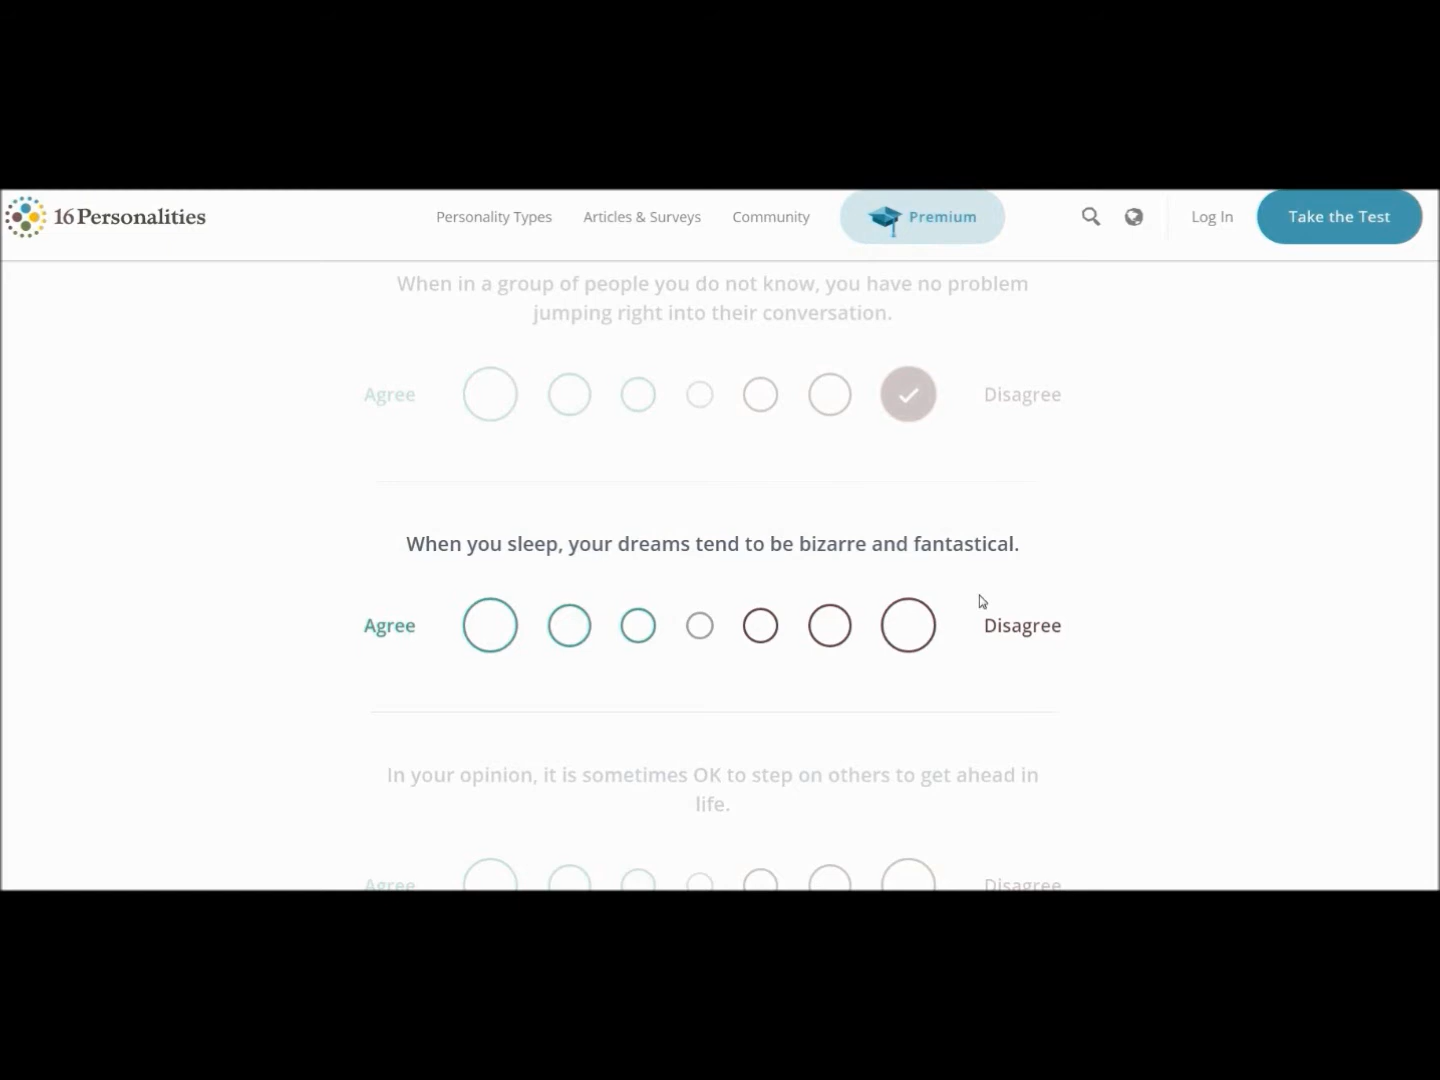 16Personalities
Personality Types
Articles & Surveys
Community
Premium
Log In
Take the Test
When in a group of people you do not know, you have no problem
jumping right into their conversation.
Agree
Disagree
When you sleep, your dreams tend to be bizarre and fantastical.
Agree
Disagree
In your opinion, it is sometimes OK to step on others to get ahead in
life.
Agree
Disagree